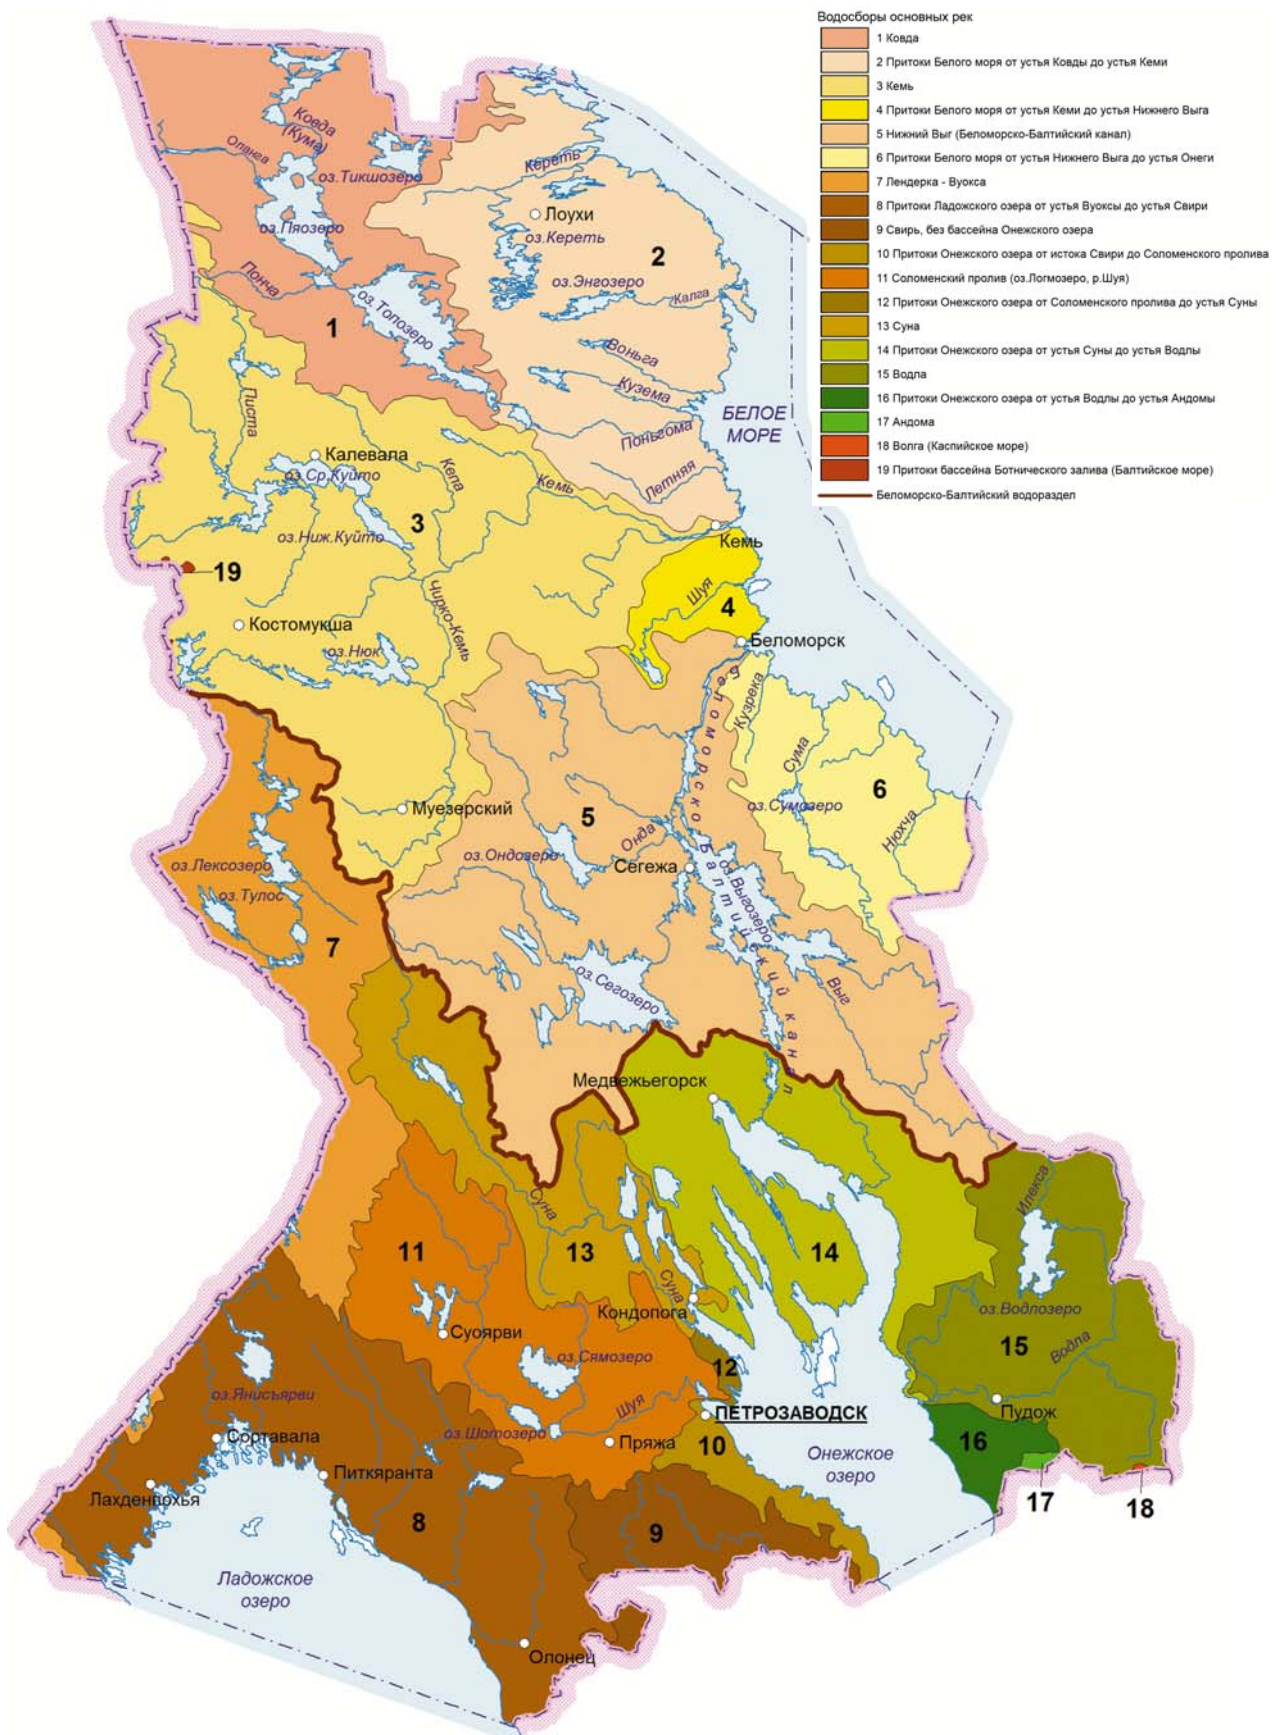 Водосборы основных рек
1 Ковда
2 Притоки Белого моря от устья Ковды до устья Кеми
3 Кемь
4 Притоки Белого моря от устья Кеми до устья Нижнего Выга
5 Нижний Выг (Беломорско-Балтийский канал)
6 Притоки Белого моря от устья Нижнего Выга до устья Онеги
7 Лендерка - Вуокса
8 Притоки Ладожского озера от устья Вуоксы до устья Свири
9 Свирь, без бассейна Онежского озера
10 Притоки Онежского озера от истока Свири до Соломенского пролива
11 Соломенский пролив (оз.Логмозеро, р.Шуя)
12 Притоки Онежского озера от Соломенского пролива до устья Суны
13 Суна
14 Притоки Онежского озера от устья Суны до устья Водлы
15 Водла
16 Притоки Онежского озера от устья Водлы до устья Андомы
17 Андома
18 Волга (Каспийское море)
19 Притоки бассейна Ботнического залива (Балтийское море)
Беломорско-Балтийский водораздел
Ковда
(Кума)
Оланга
оз.Тикшозеро
Кереть
Лоухи
оз.Пяозеро
оз.Кереть
2
Понча
оз.Энгозеро
Калга
1
оз.Топозеро
Воньга
Кузема
Писта
БЕЛОЕ
МОРЕ
Поньгома
Калевала
оз.Ср.Куйто
Кепа
Кемь
Летняя
3
оз.Ниж.Куйто
Кемь
19
Чирко-Кемь
Шуя
4
Костомукша
Беломорск
оз.Нюк
Кузрека
Беломорско-Балтийский канал
Сума
6
оз.Сумозеро
Муезерский
5
Нюхча
Онда
оз.Ондозеро
Сегежа
оз.Выгозеро
оз.Лексозеро
оз.Тулос
7
оз.Сегозеро
Выг
Медвежьегорск
Суна
Илекса
11
13
14
Суна
Кондопога
оз.Водлозеро
Суоярви
15
Водла
оз.Сямозеро
12
оз.Янисъярви
Шуя
Пудож
ПЕТРОЗАВОДСК
оз.Шотозеро
Сортавала
Пряжа
10
16
Онежское
озеро
Питкяранта
Лахденпохья
17
18
8
9
Ладожское
озеро
Олонец